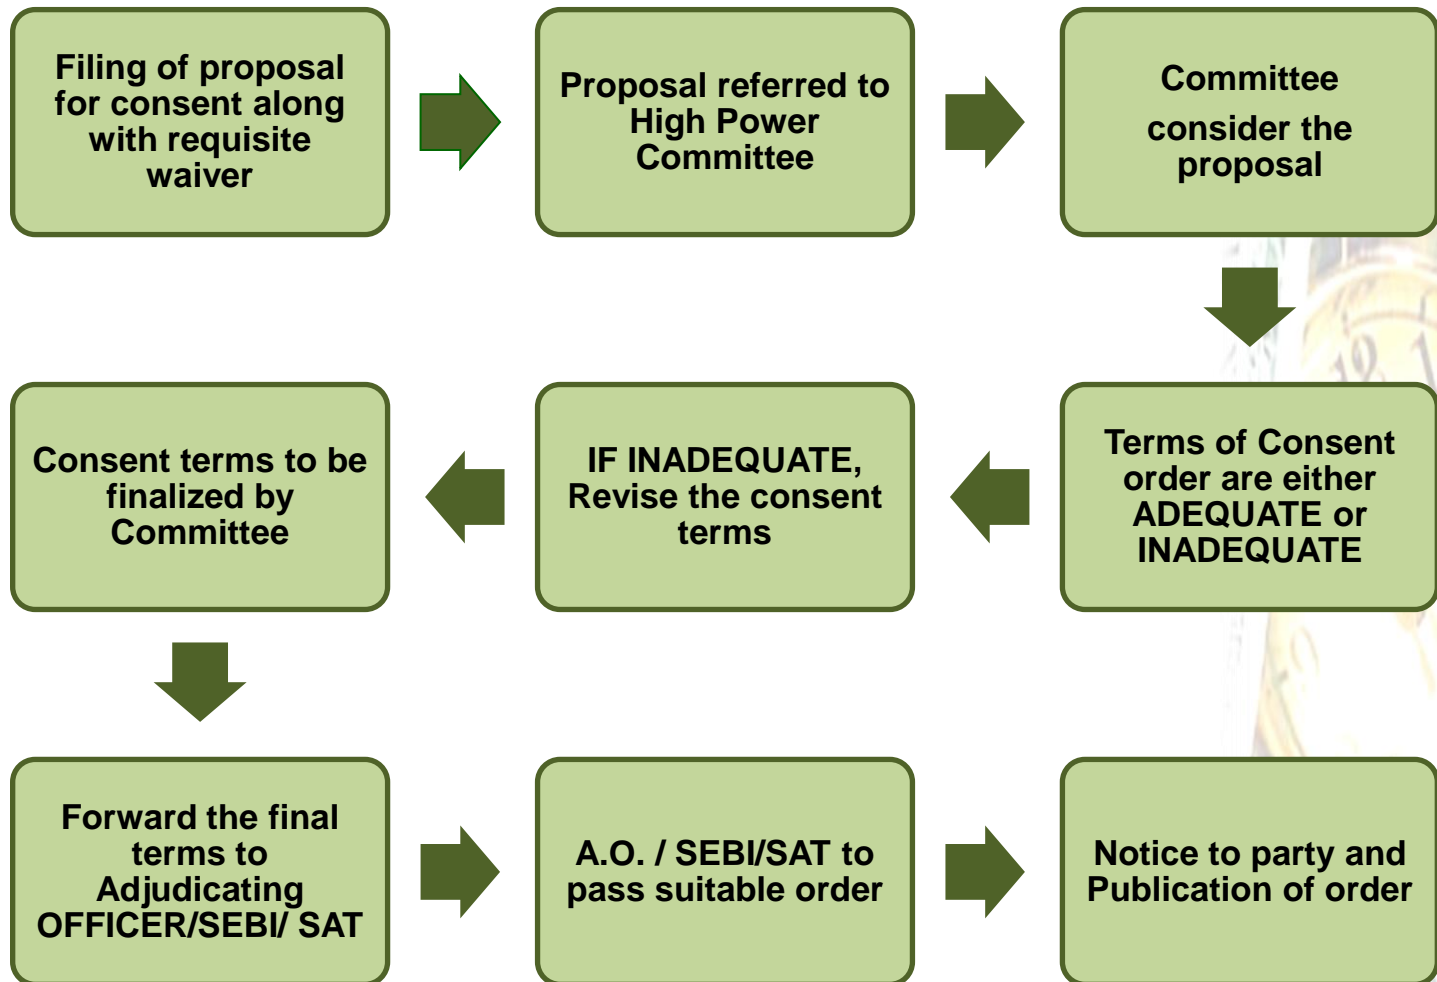 Filing of proposal
for consent along
with requisite
waiver
Proposal referred to
High Power
Committee
Committee
consider the
proposal
Terms of Consent
order are either
ADEQUATE or
INADEQUATE
IF INADEQUATE,
Revise the consent
terms
Consent terms to be
finalized by
Committee
Forward the final
terms to
Adjudicating
OFFICER/SEBI/ SAT
A.O. / SEBI/SAT to
pass suitable order
Notice to party and
Publication of order